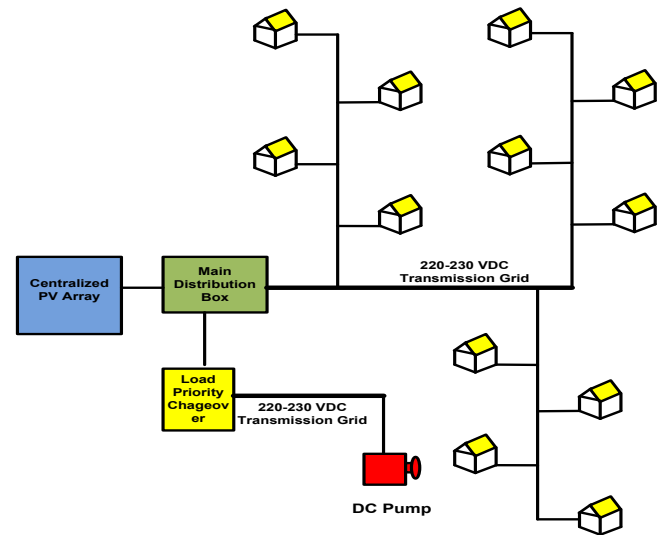 220-230 VDC
Transmission Grid
Centralized
PV Array
Main
Distribution
Box
Load
Priority
Chageov
er
220-230 VDC
Transmission Grid
DC Pump